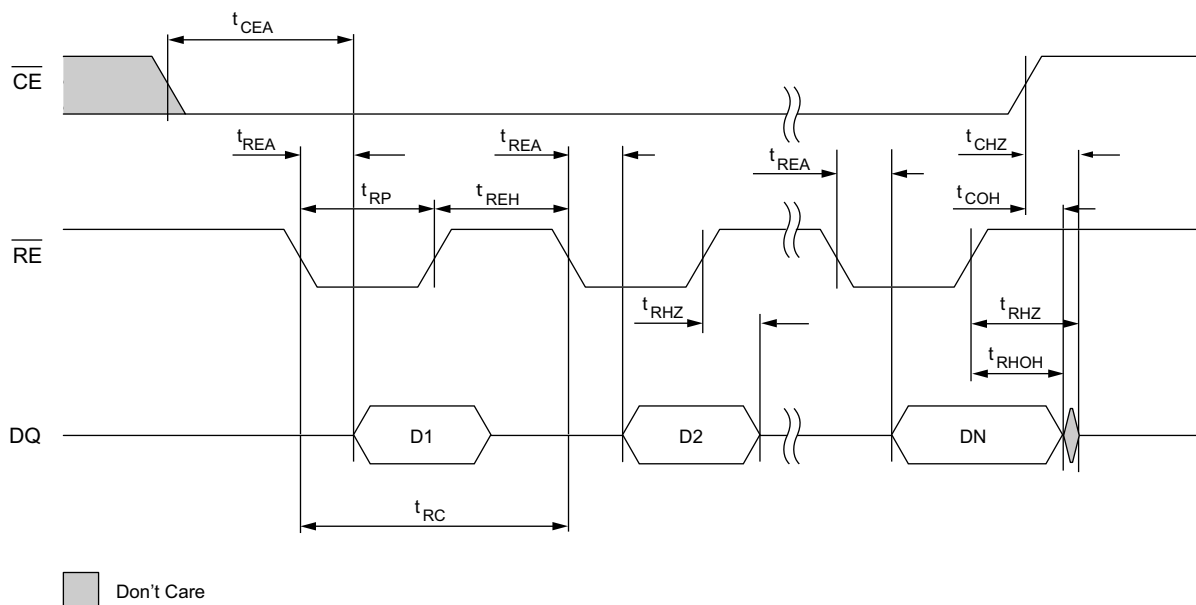 tCEA
CE
tREA
tREA
tCHZ
tREA
tRP
tREH
tCOH
RE
tRHZ
tRHZ
tRHOH
DQ
D1
D2
DN
tRC
Don't Care